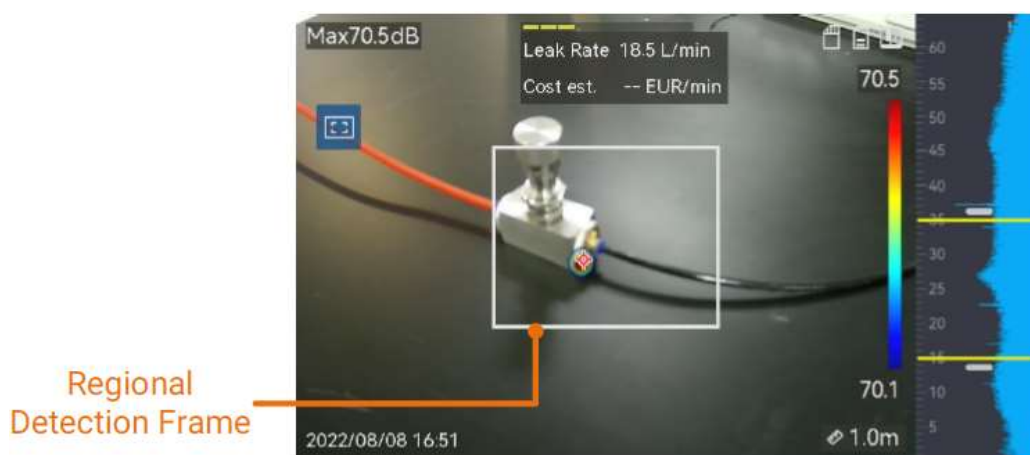 Max70.5dB
Leak Rate 18.5 L/min
Cost est. -- EUR/min
70.5
60
55
50
45
40
35
30
25
20
15
10
5
70.1
Regional
Detection Frame
2022/08/08 16:51
1.0m